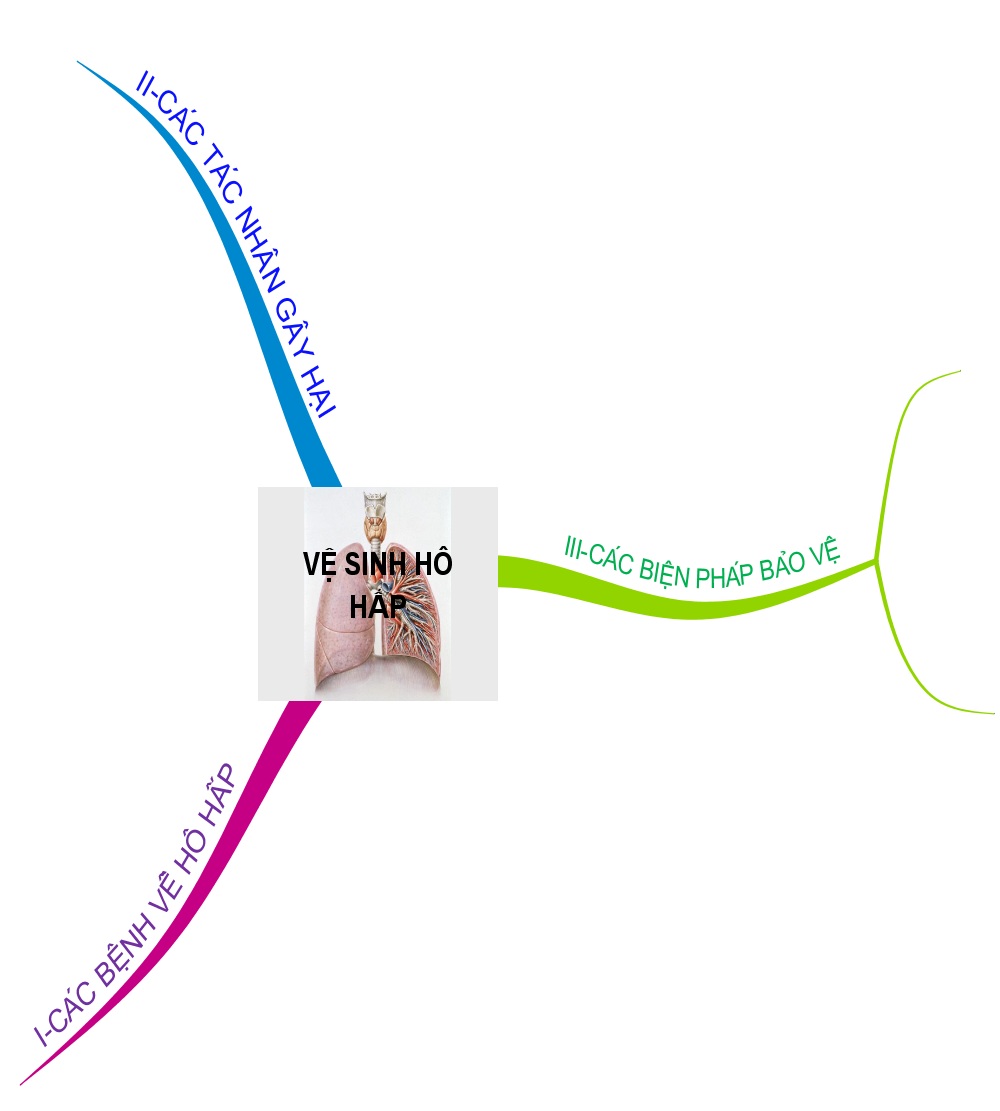 II-CÁC TÁC NHÂN GÂY HẠI
III-CÁC BIỆN PHÁP BẢO VỆ
VỆ SINH HÔ
HẤP
I-CÁC BỆNH VỀ HÔ HẤP